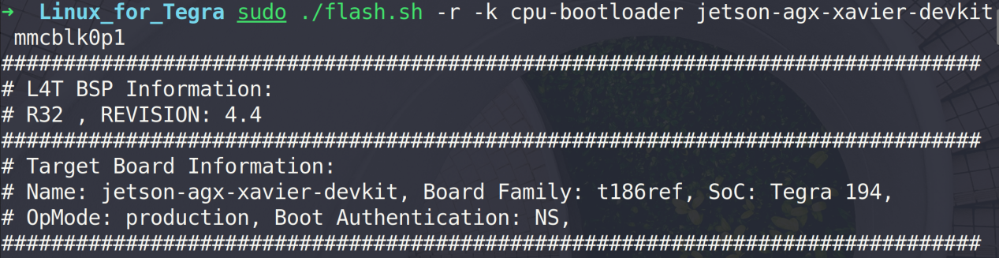 → Linux_for_Tegra sudo ./flash.sh -r -k cpu-bootloader jetson-agx-xavier-devkit
mmcblk0p1
###############################################################################
# L4T BSP Information:
# R32 , REVISION: 4.4
###############################################################################
# Target Board Information:
# Name: jetson-agx-xavier-devkit, Board Family: t186ref, SoC: Tegra 194,
# OpMode: production, Boot Authentication: NS,
###############################################################################